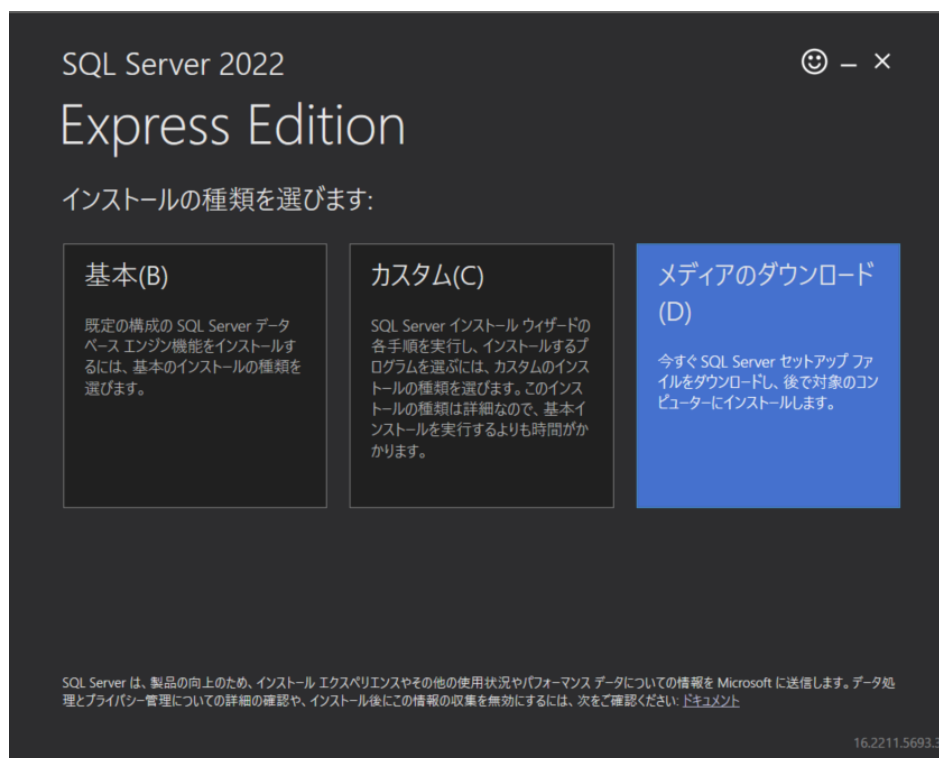 SQL Server 2022
Express Edition
インストールの種類を選びます:
基本(B)
既定の構成の SQL Server データ
ベース エンジン機能をインストールす
るには、基本のインストールの種類を
選びます。
カスタム(C)
SQL Server インストール ウィザードの
各手順を実行し、インストールするプ
ログラムを選ぶには、カスタムのインス
トールの種類を選びます。このインス
トールの種類は詳細なので、基本イ
ンストールを実行するよりも時間がか
かります。
メディアのダウンロード
(D)
今すぐ SQL Server セットアップ ファ
イルをダウンロードし、後で対象のコン
ピューターにインストールします。
SQL Server は、製品の向上のため、インストール エクスペリエンスやその他の使用状況やパフォーマンス データについての情報を Microsoft に送信します。データ処
理とプライバシー管理についての詳細の確認や、インストール後にこの情報の収集を無効にするには、次をご確認ください: ドキュメント
16.2211.5693.3